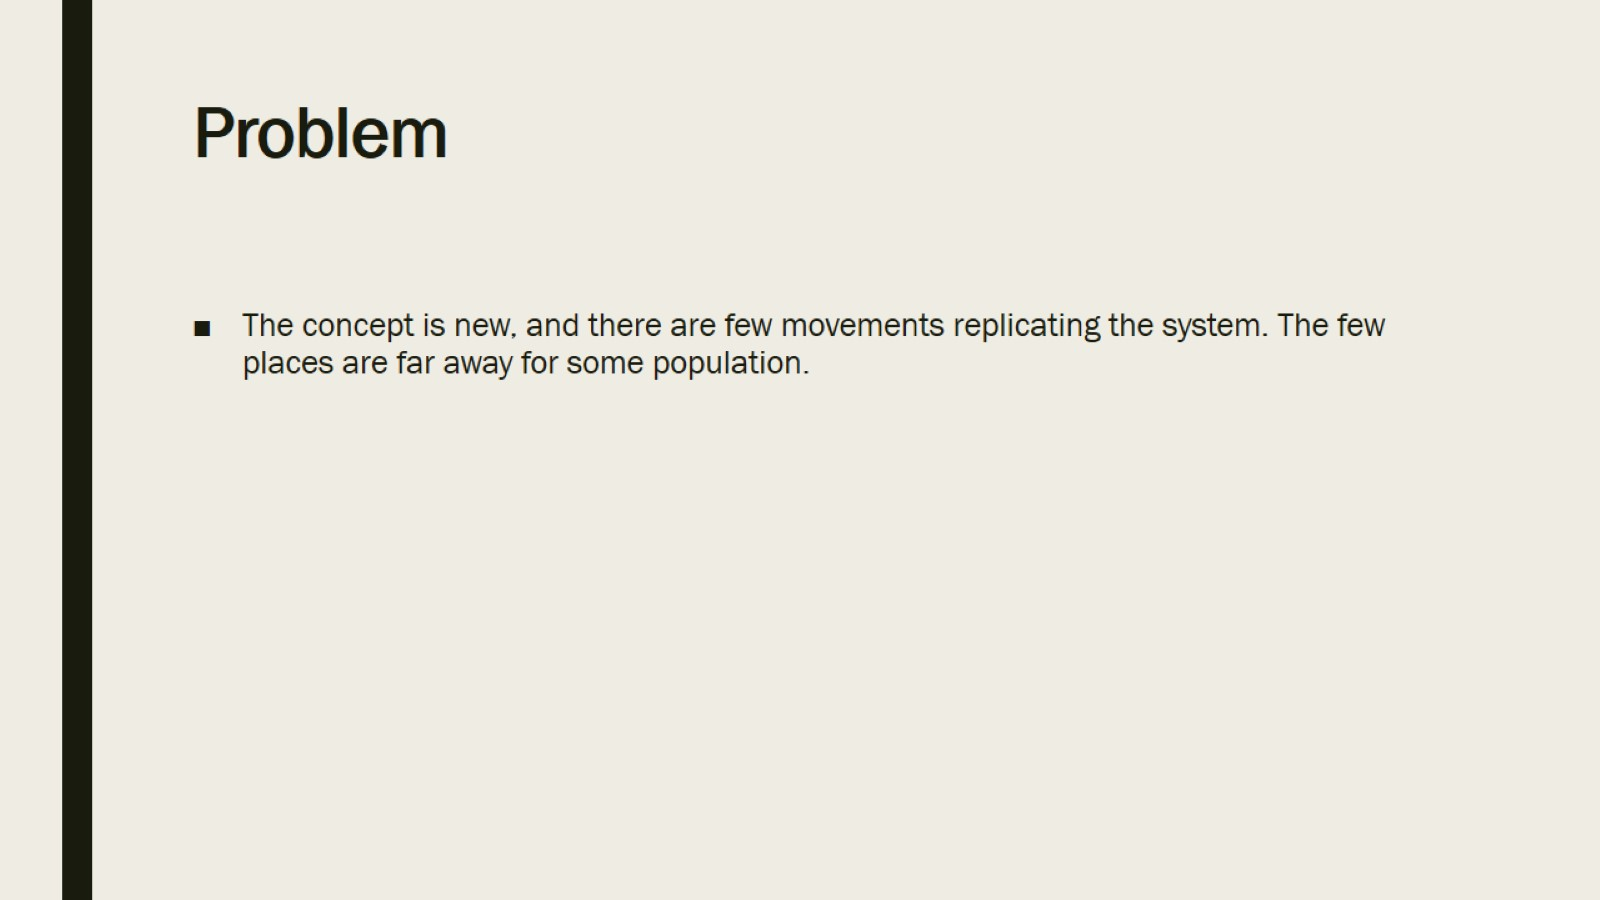 Problem
■ The concept is new, and there are few movements replicating the system. The few
places are far away for some population.